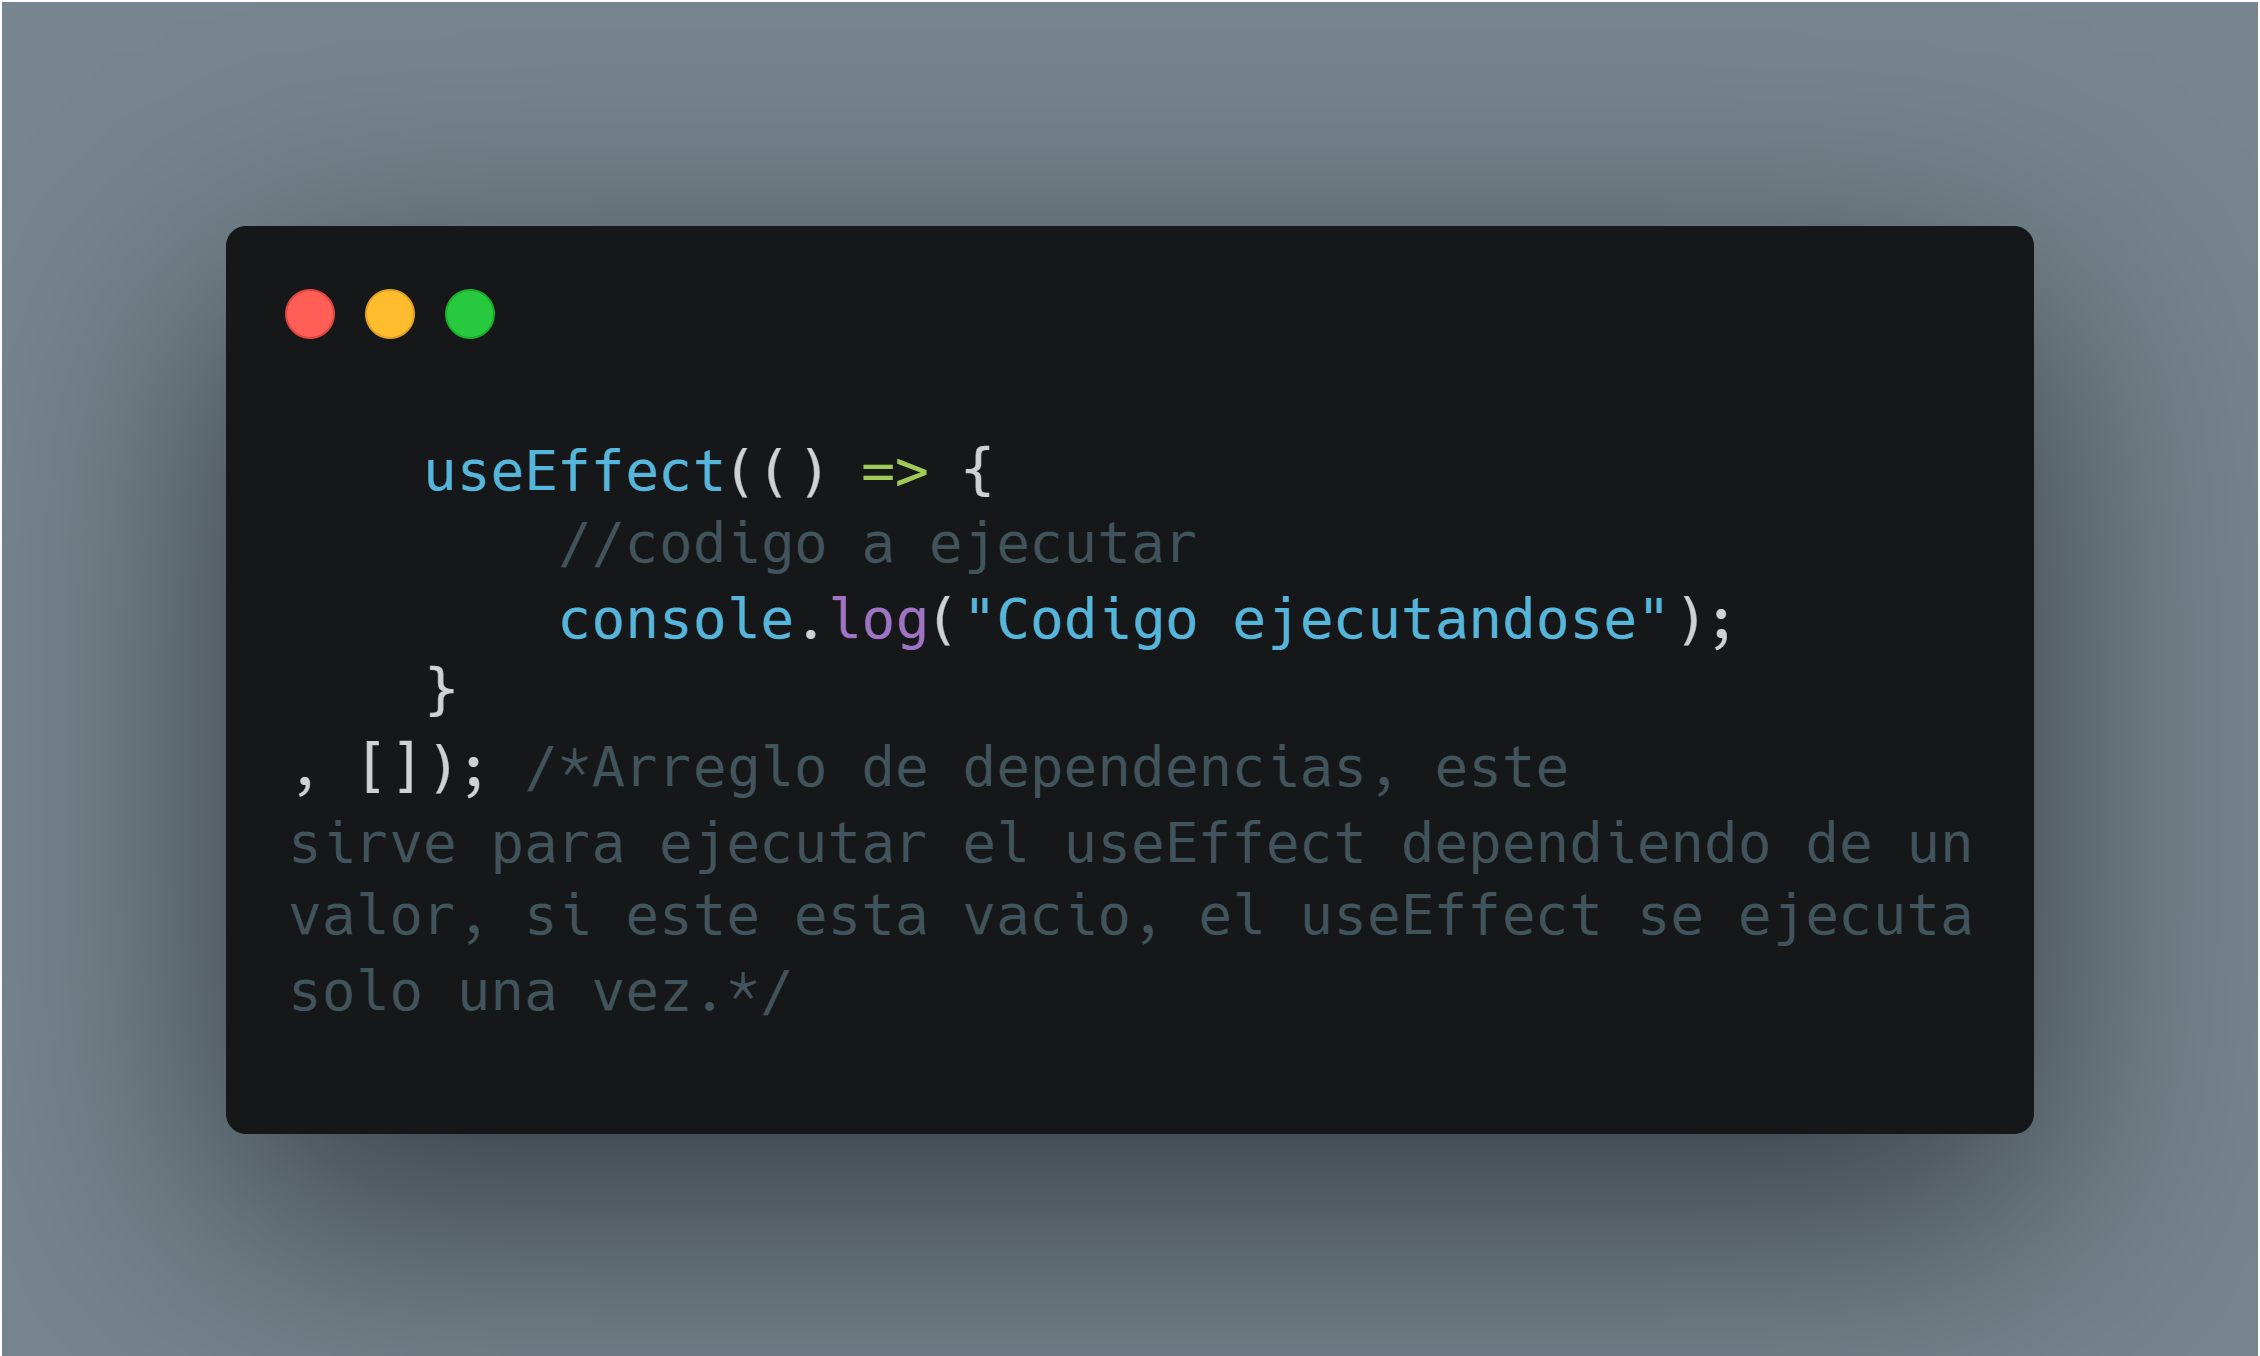 useEffect(() => {
//codigo a ejecutar
console.log("Codigo ejecutandose");
}
, []); /*Arreglo de dependencias, este
sirve para ejecutar el useEffect dependiendo de un
valor, si este esta vacio, el useEffect se ejecuta
solo una vez.*/